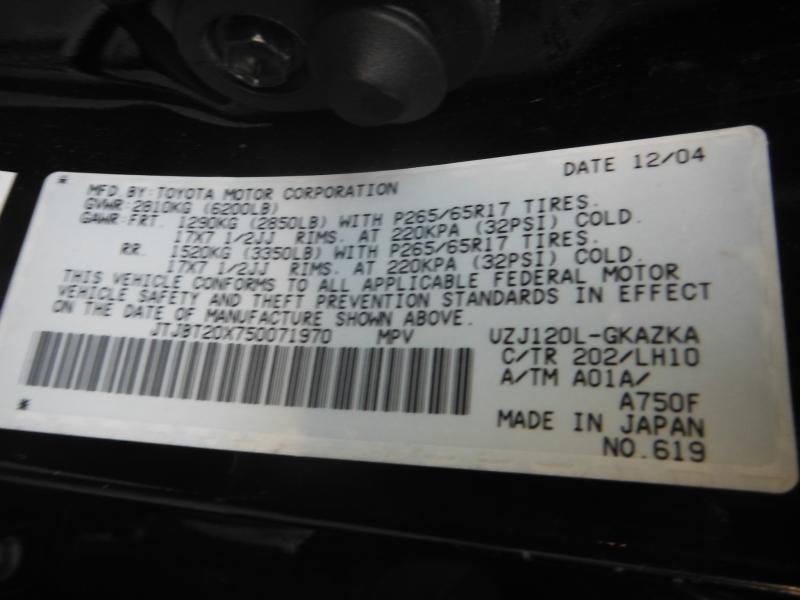 DATE 12/04
MFD. BY: TOYOTA MOTOR CORPORATION
GVWR: 2810KG (6200LB)
GAWR: FRT. 1290KG (2850LB) WITH P265/65R17 TIRES.
17X7 1/2JJ RIMS. AT 220KPA (32PSI) COLD.
RR. 1520KG (3350LB) WITH P265/65R17 TIRES.
17X7 1/2JJ RIMS. AT 220KPA (32PSI) COLD.
THIS VEHICLE CONFORMS TO ALL APPLICABLE FEDERAL MOTOR
VEHICLE SAFETY AND THEFT PREVENTION STANDARDS IN EFFECT
ON THE DATE OF MANUFACTURE SHOWN ABOVE.
JTJBT20X750071970 MPV UZJ120L-GKAZKA
C/TR 202/LH10
A/TM A01A/
A750F
MADE IN JAPAN
NO.619